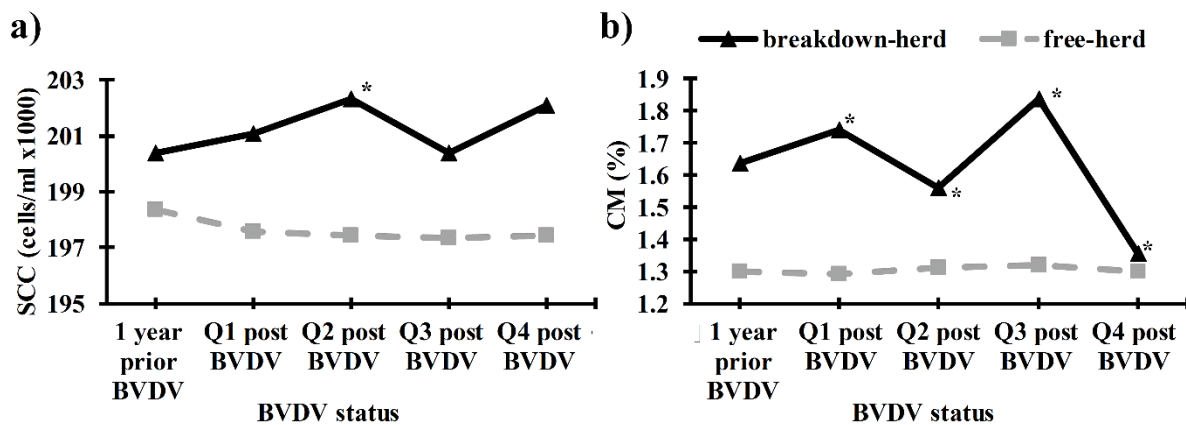 a)
SCC (cells/ml x1000)
203
201
199
197
195
*
1 year prior BVDV
Q1 post BVDV
Q2 post BVDV
Q3 post BVDV
Q4 post BVDV
BVDV status
b)
breakdown-herd
free-herd
CM (%)
1.9
1.8
1.7
1.6
1.5
1.4
1.3
1.2
*
*
*
*
1 year prior BVDV
Q1 post BVDV
Q2 post BVDV
Q3 post BVDV
Q4 post BVDV
BVDV status